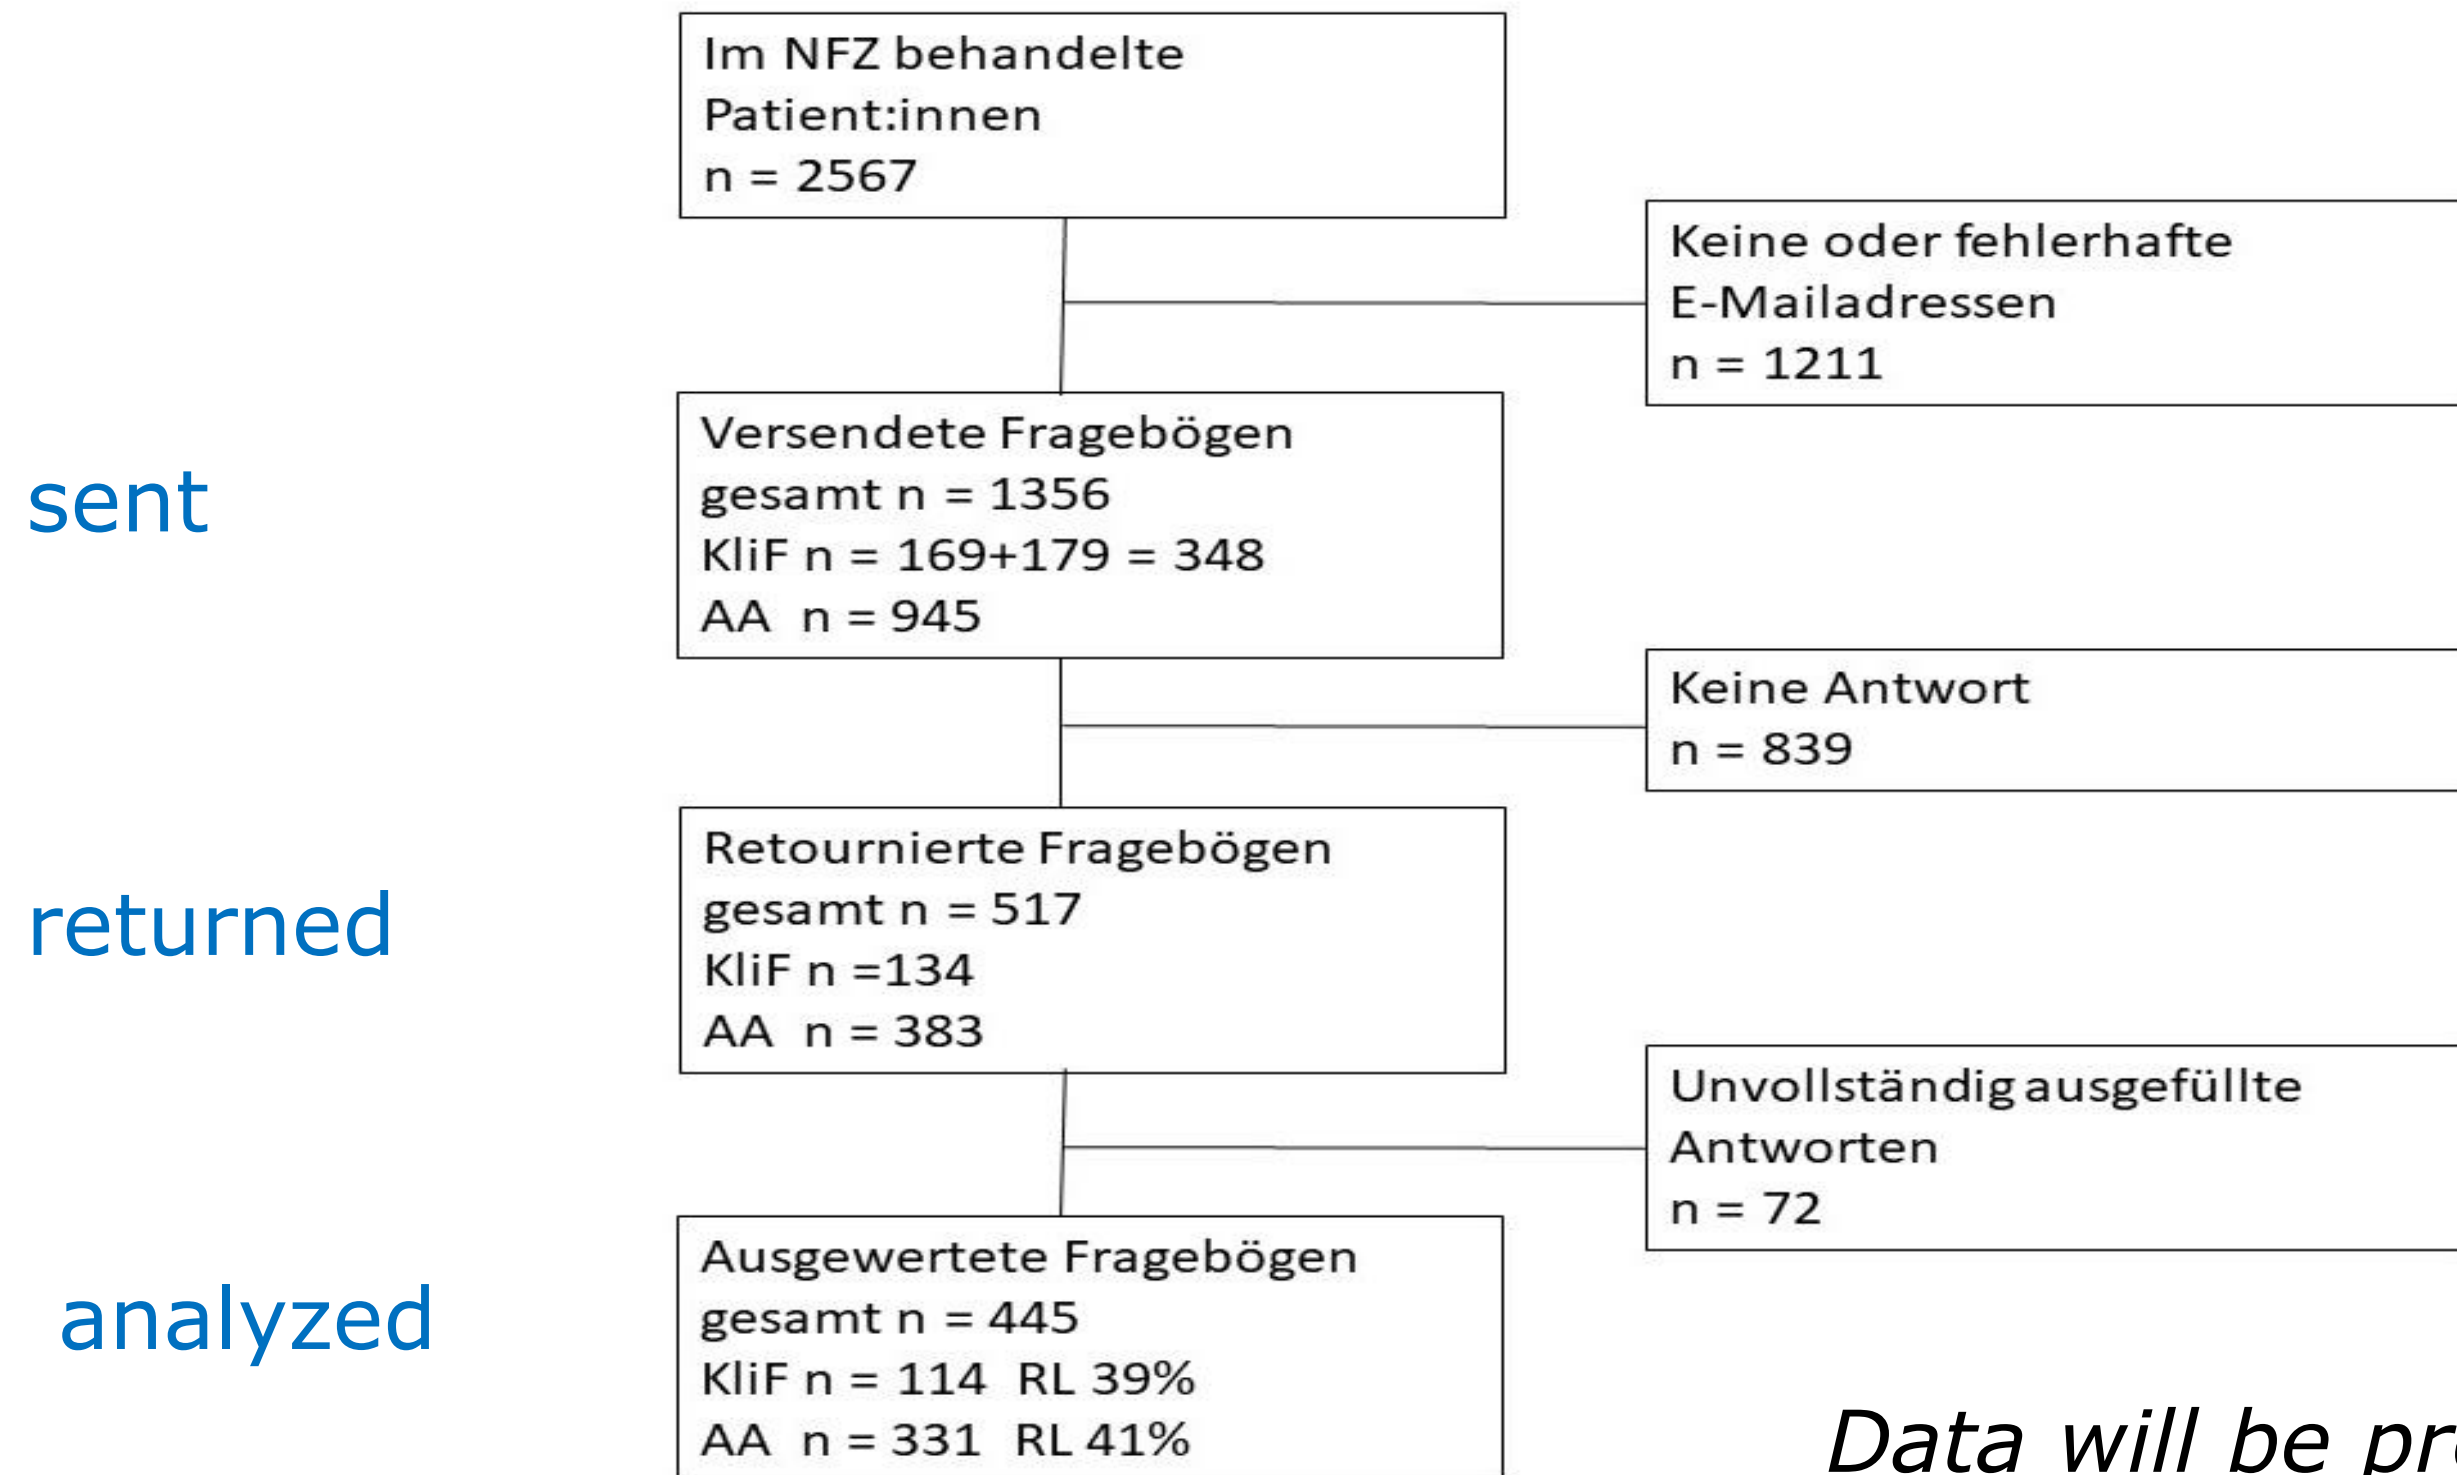 Im NFZ behandelte
Patient:innen
n = 2567
Keine oder fehlerhafte
E-Mailadressen
n = 1211
sent
Versendete Fragebögen
gesamt n = 1356
KliF n = 169+179 = 348
AA n = 945
Keine Antwort
n = 839
returned
Retournierte Fragebögen
gesamt n = 517
KliF n =134
AA n = 383
Unvollständig ausgefüllte
Antworten
n = 72
analyzed
Ausgewertete Fragebögen
gesamt n = 445
KliF n = 114 RL 39%
AA n = 331 RL 41%
Data will be